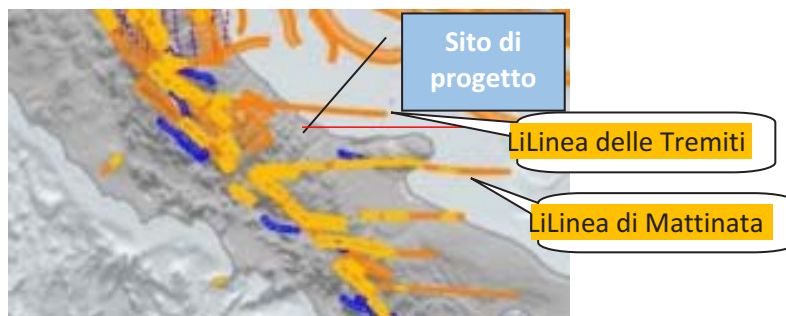 Sito di
progetto
LiLinea delle Tremiti
LiLinea di Mattinata